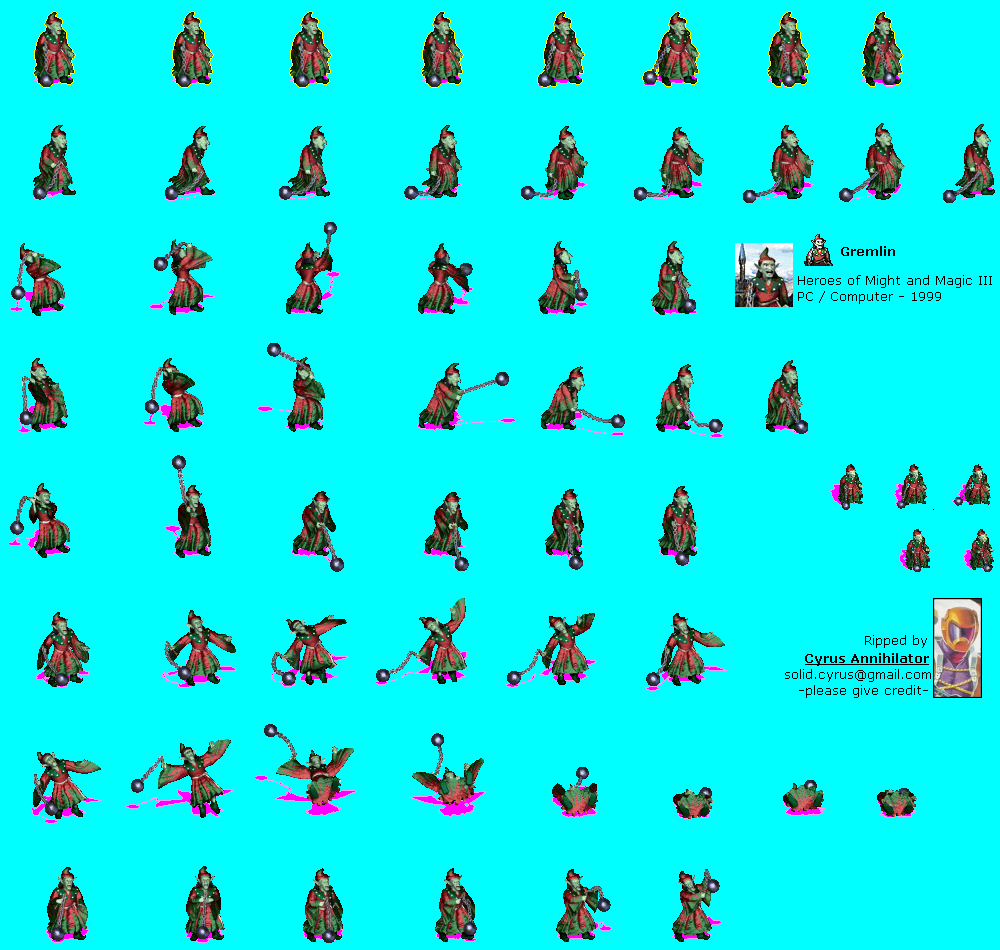 Gremlin
Heroes of Might and Magic III
PC / Computer - 1999
Ripped by
Cyrus Annihilator
solid.cyrus@gmail.com
-please give credit-